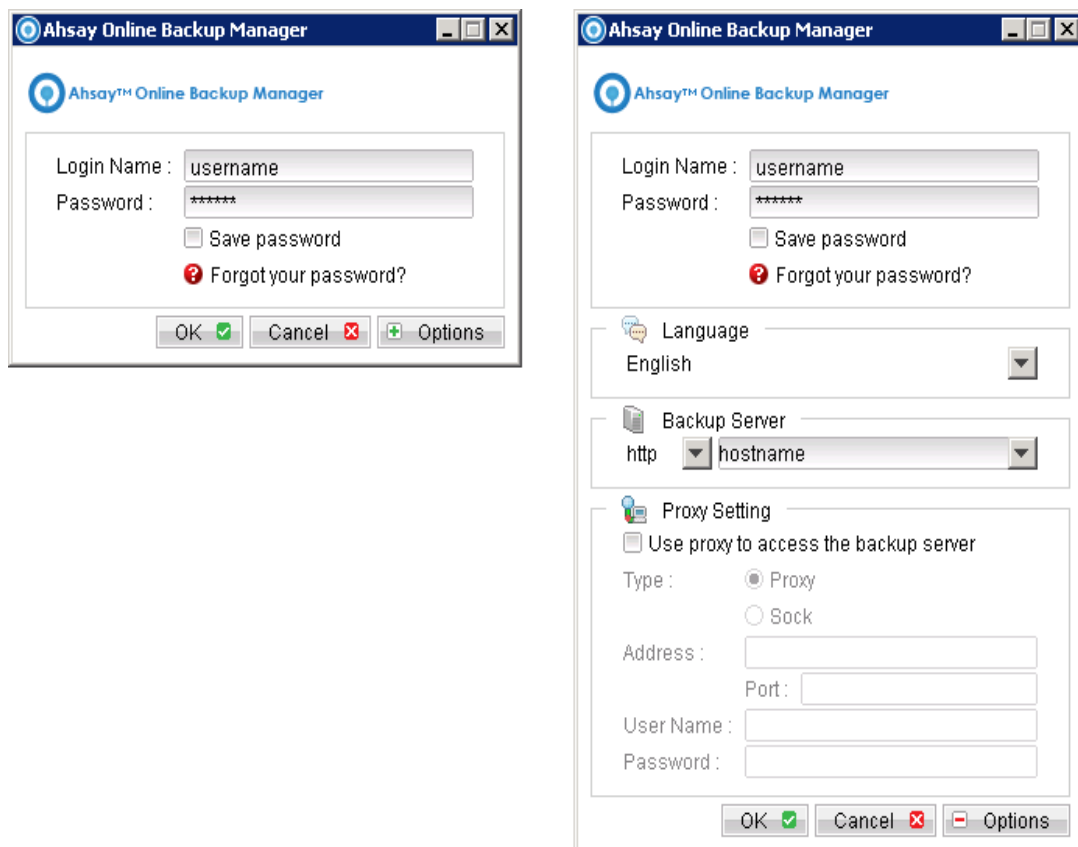 Ahsay Online Backup Manager
Ahsay™ Online Backup Manager
Login Name : username
Password : ******
Save password
Forgot your password?
OK Cancel Options
Ahsay Online Backup Manager
Ahsay™ Online Backup Manager
Login Name : username
Password : ******
Save password
Forgot your password?
Language
English
Backup Server
http hostname
Proxy Setting
Use proxy to access the backup server
Type : Proxy
Sock
Address :
Port :
User Name :
Password :
OK Cancel Options